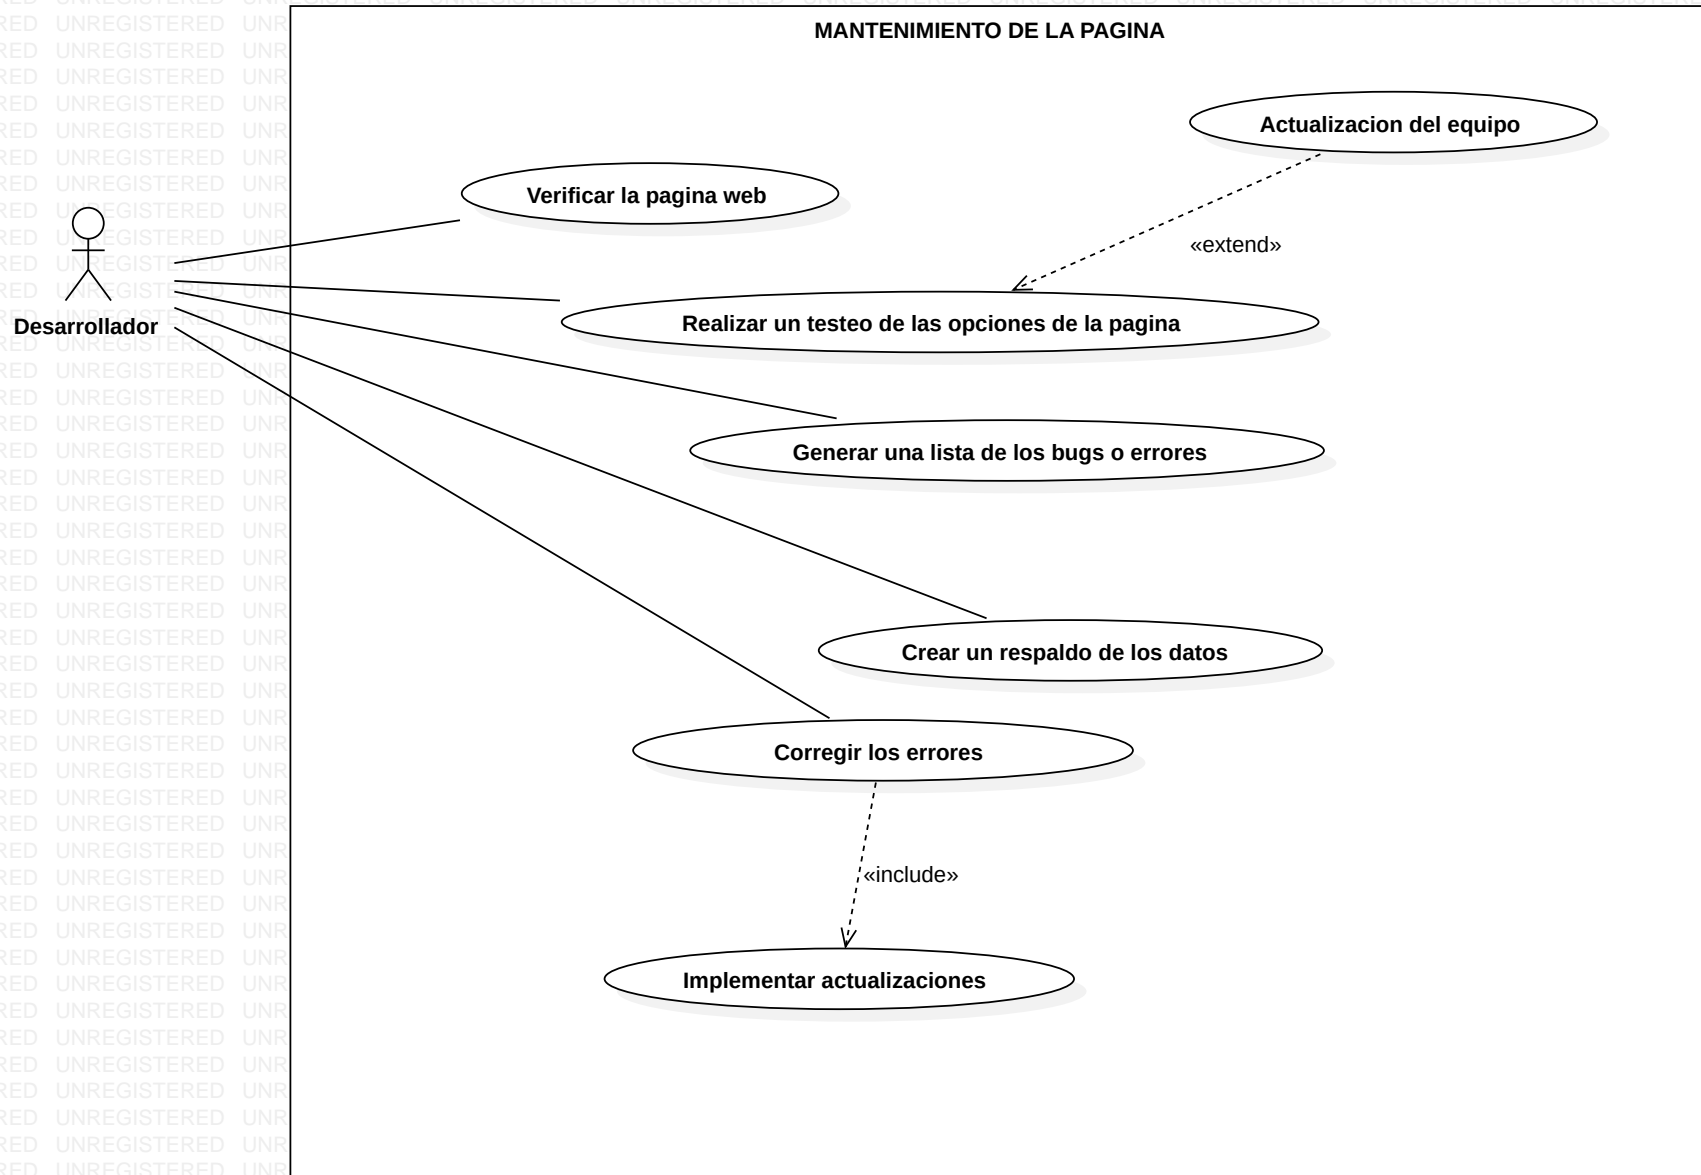 MANTENIMIENTO DE LA PAGINA
Actualizacion del equipo
Verificar la pagina web
«extend»
Desarrollador
Realizar un testeo de las opciones de la pagina
Generar una lista de los bugs o errores
Crear un respaldo de los datos
Corregir los errores
«include»
Implementar actualizaciones
UNREGISTERED